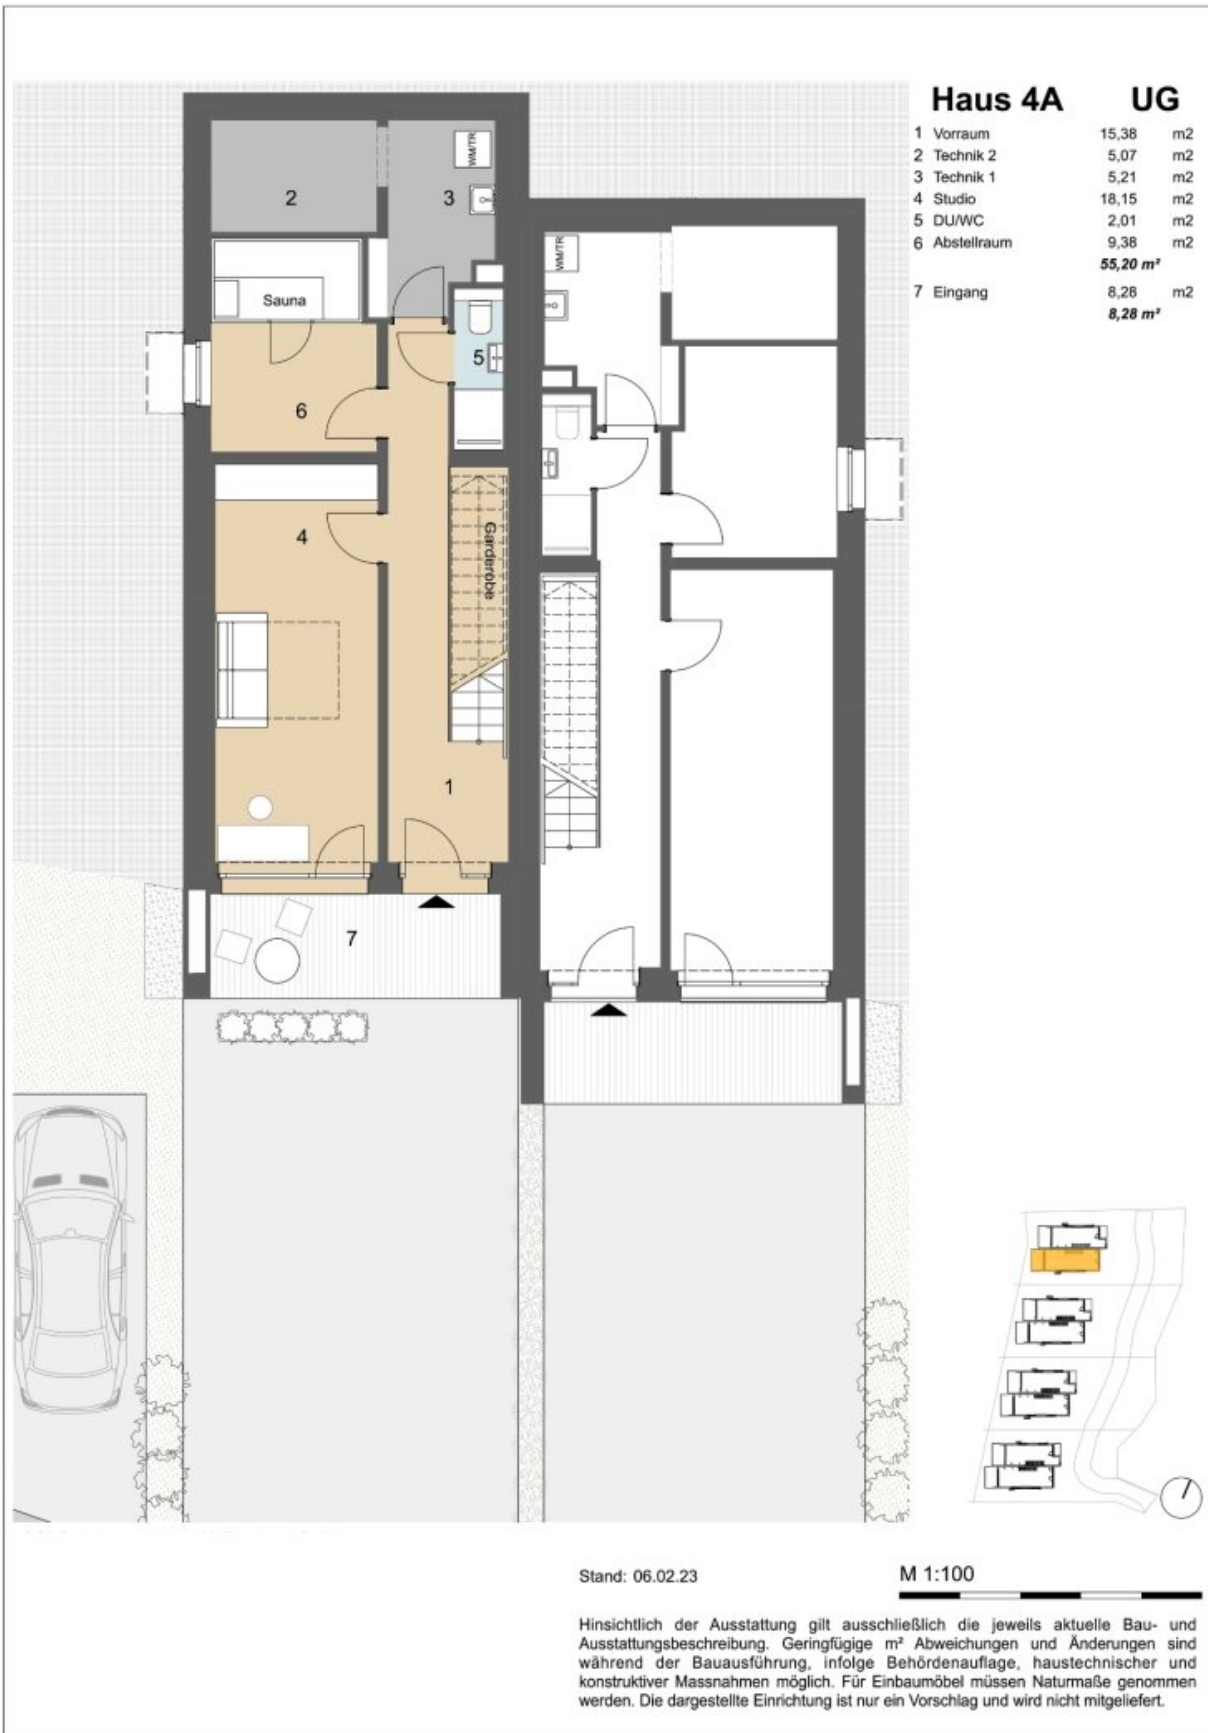 Haus 4A UG
1 Vorraum 15,38 m2
2 Technik 2 5,07 m2
3 Technik 1 5,21 m2
4 Studio 18,15 m2
5 DU/WC 2,01 m2
6 Abstellraum 9,38 m2
55,20 m²
7 Eingang 8,28 m2
8,28 m²
WM/TR
2
3
WM/TR
Sauna
5
6
4
Garderobe
1
7
Stand: 06.02.23
M 1:100
Hinsichtlich der Ausstattung gilt ausschließlich die jeweils aktuelle Bau- und
Ausstattungsbeschreibung. Geringfügige m² Abweichungen und Änderungen sind
während der Bauausführung, infolge Behördenauflage, haustechnischer und
konstruktiver Massnahmen möglich. Für Einbaumöbel müssen Naturmaße genommen
werden. Die dargestellte Einrichtung ist nur ein Vorschlag und wird nicht mitgeliefert.